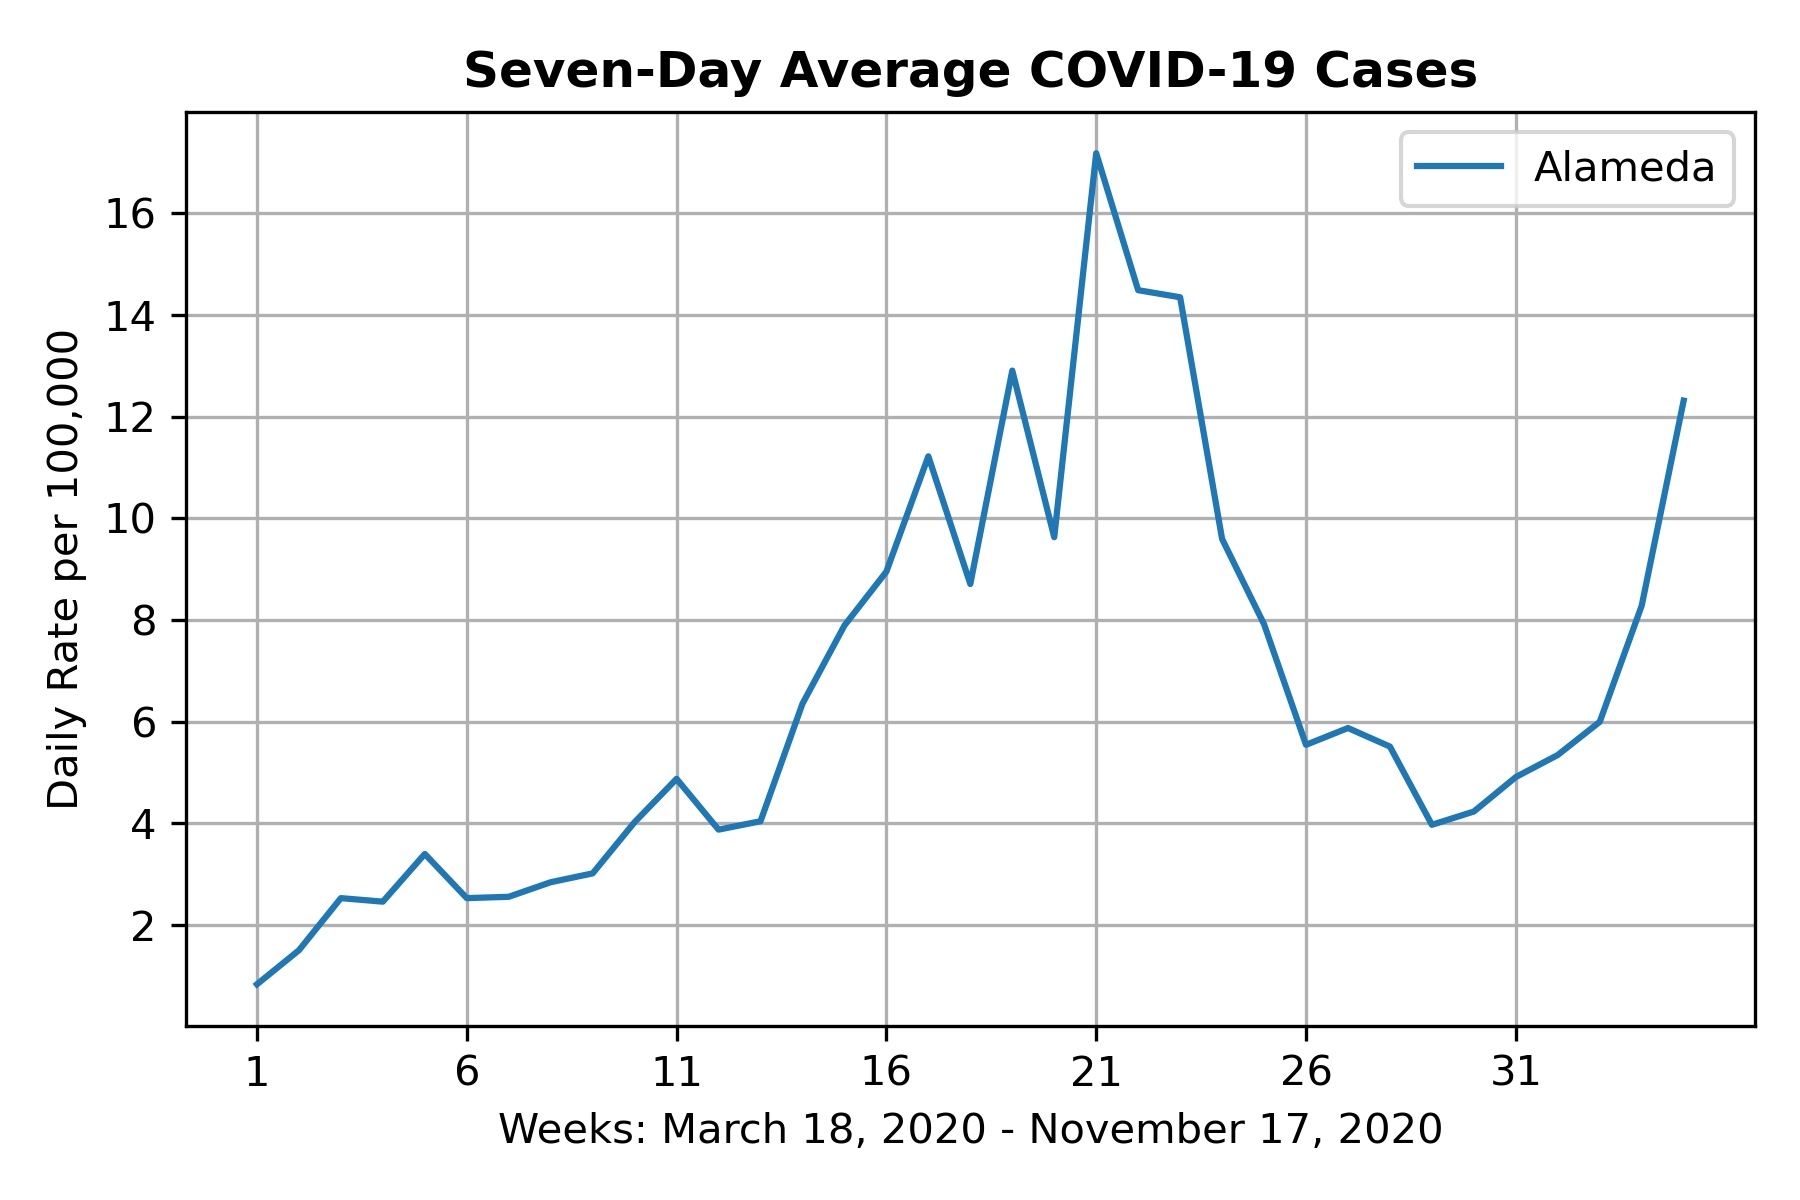 Seven-Day Average COVID-19 Cases
Alameda
Daily Rate per 100,000
16
14
12
10
8
6
4
2
1 6 11 16 21 26 31
Weeks: March 18, 2020 - November 17, 2020